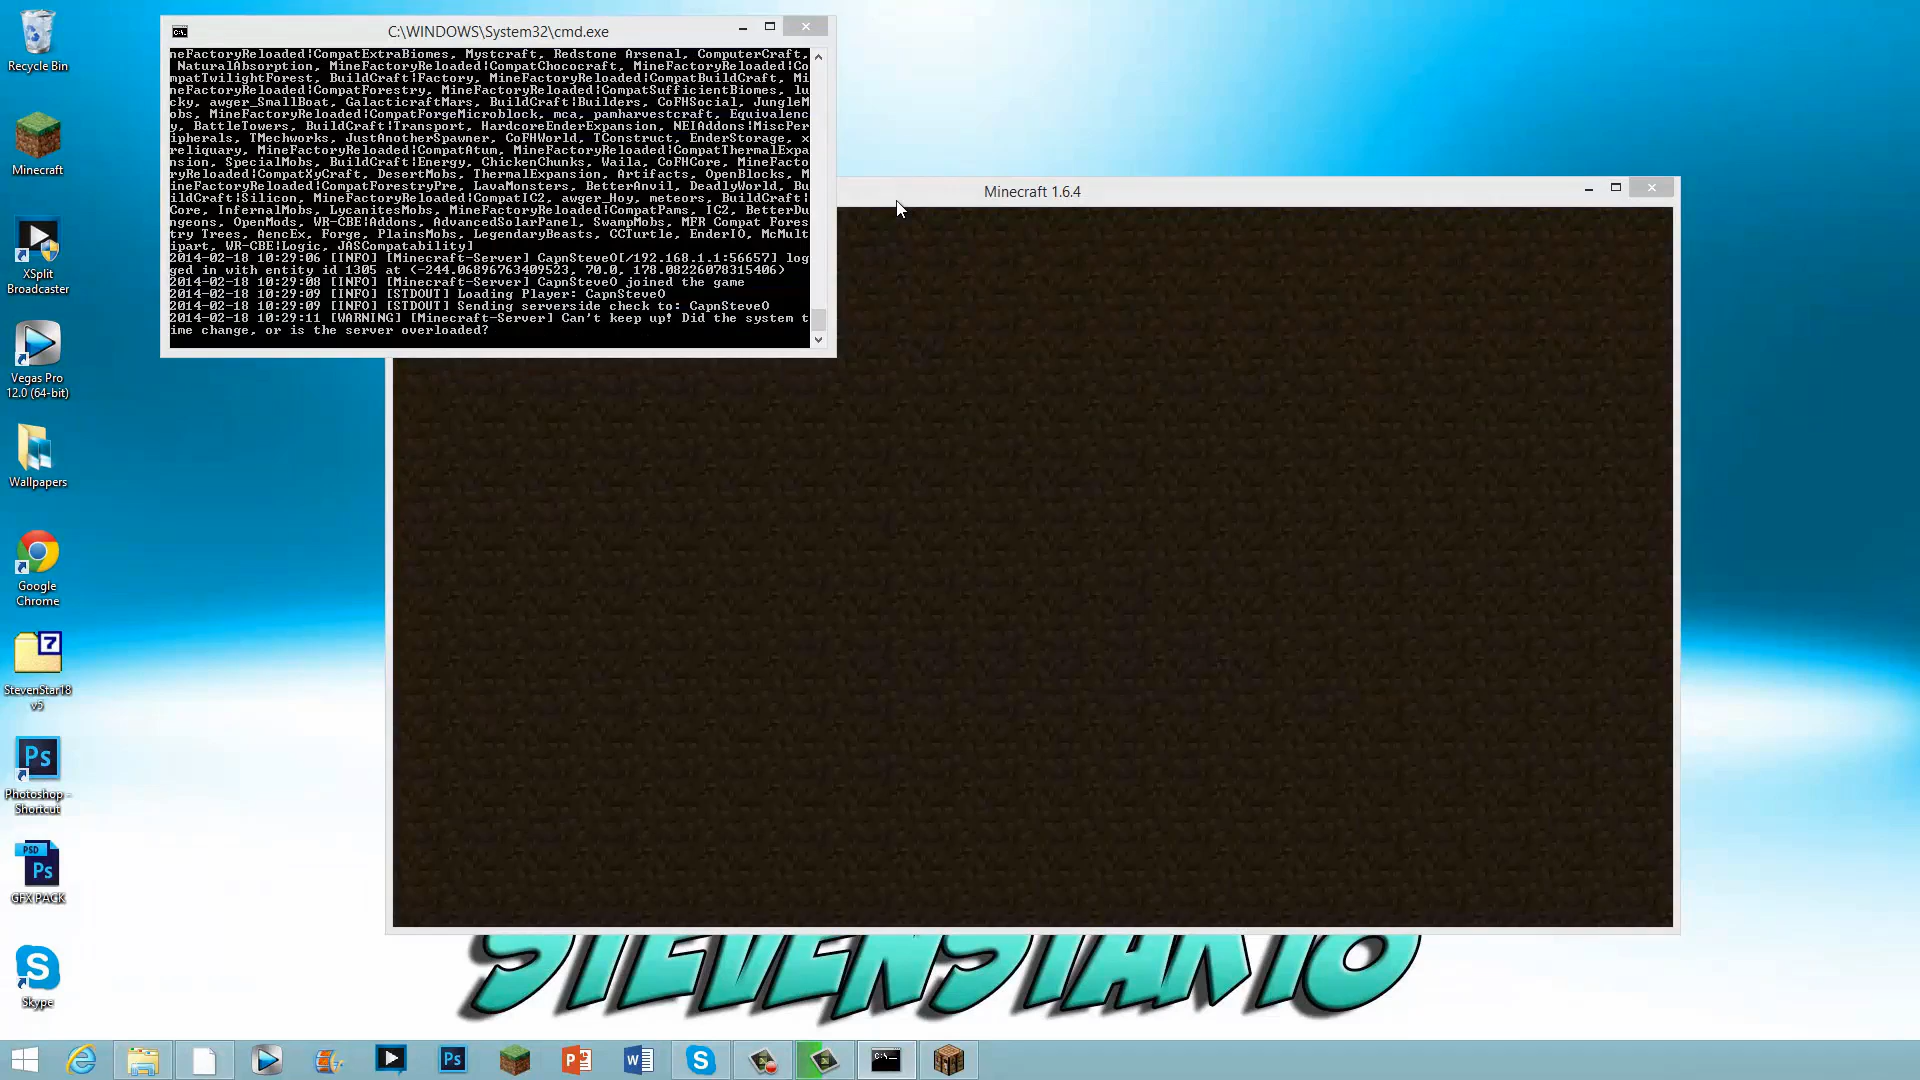 Recycle Bin
Minecraft
XSplit
Broadcaster
Vegas Pro
12.0 (64-bit)
Wallpapers
Google
Chrome
7
StevenStar18
v5
Ps
Photoshop -
Shortcut
PSD
Ps
GFX PACK
S
Skype
C:\WINDOWS\System32\cmd.exe
neFactoryReloaded|CompatExtraBiomes, Mystcraft, Redstone Arsenal, ComputerCraft,
NaturalAbsorption, MineFactoryReloaded|CompatChococraft, MineFactoryReloaded|Co
mpatTwilightForest, BuildCraft|Factory, MineFactoryReloaded|CompatBuildCraft, Mi
neFactoryReloaded|CompatForestry, MineFactoryReloaded|CompatSufficientBiomes, lu
cky, awger_SmallBoat, GalacticraftMars, BuildCraft|Builders, CoFHSocial, JungleM
obs, MineFactoryReloaded|CompatForgeMicroblock, mca, pamharvestcraft, Equivalenc
y, BattleTowers, BuildCraft|Transport, HardcoreEnderExpansion, NEIAddons|MiscPer
ipherals, TMechworks, JustAnotherSpawner, CoFHWorld, TConstruct, EnderStorage, x
reliquary, MineFactoryReloaded|CompatAtum, MineFactoryReloaded|CompatThermalExpa
nsion, SpecialMobs, BuildCraft|Energy, ChickenChunks, Waila, CoFHCore, MineFacto
ryReloaded|CompatXyCraft, DesertMobs, ThermalExpansion, Artifacts, OpenBlocks, M
ineFactoryReloaded|CompatForestryPre, LavaMonsters, BetterAnvil, DeadlyWorld, Bu
ildCraft|Silicon, MineFactoryReloaded|CompatIC2, awger_Hoy, meteors, BuildCraft|
Core, InfernalMobs, LycanitesMobs, MineFactoryReloaded|CompatPams, IC2, BetterDu
ngeons, OpenMods, WR-CBE|Addons, AdvancedSolarPanel, SwampMobs, MFR Compat Fores
try Trees, AencEx, Forge, PlainsMobs, LegendaryBeasts, CCTurtle, EnderIO, McMult
ipart, WR-CBE|Logic, JASCompatability]
2014-02-18 10:29:06 [INFO] [Minecraft-Server] CapnSteveO[/192.168.1.1:56657] log
ged in with entity id 1305 at (-244.06896763409523, 70.0, 178.08226078315406)
2014-02-18 10:29:08 [INFO] [Minecraft-Server] CapnSteveO joined the game
2014-02-18 10:29:09 [INFO] [STDOUT] Loading Player: CapnSteveO
2014-02-18 10:29:09 [INFO] [STDOUT] Sending serverside check to: CapnSteveO
2014-02-18 10:29:11 [WARNING] [Minecraft-Server] Can't keep up! Did the system t
ime change, or is the server overloaded?
Minecraft 1.6.4
Ps